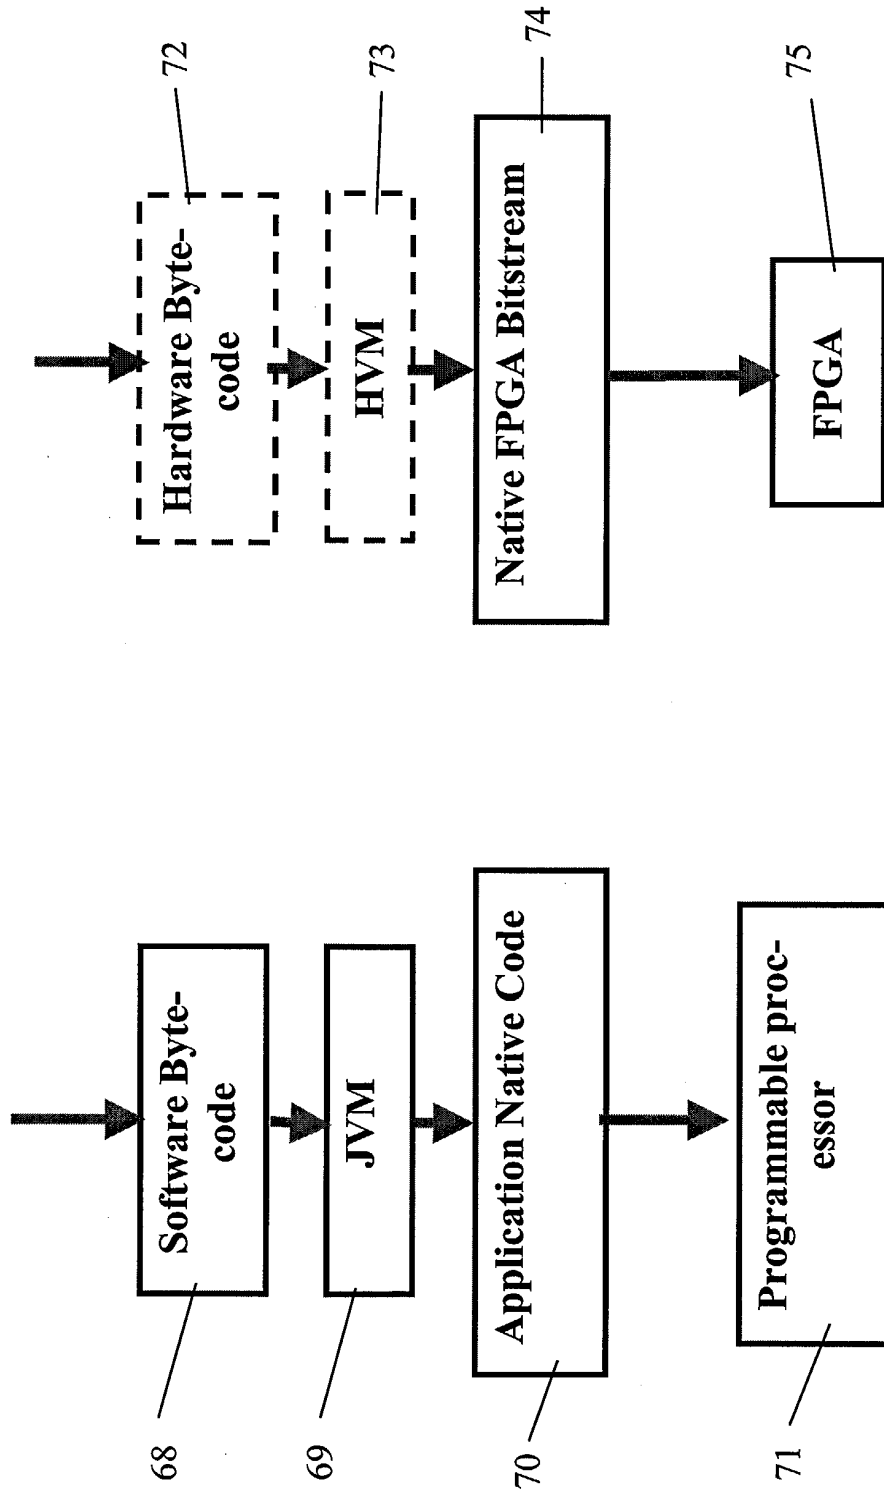 68
Software Byte-
code
69
JVM
70
Application Native Code
71
Programmable proc-
essor
72
Hardware Byte-
code
73
HVM
74
Native FPGA Bitstream
75
FPGA